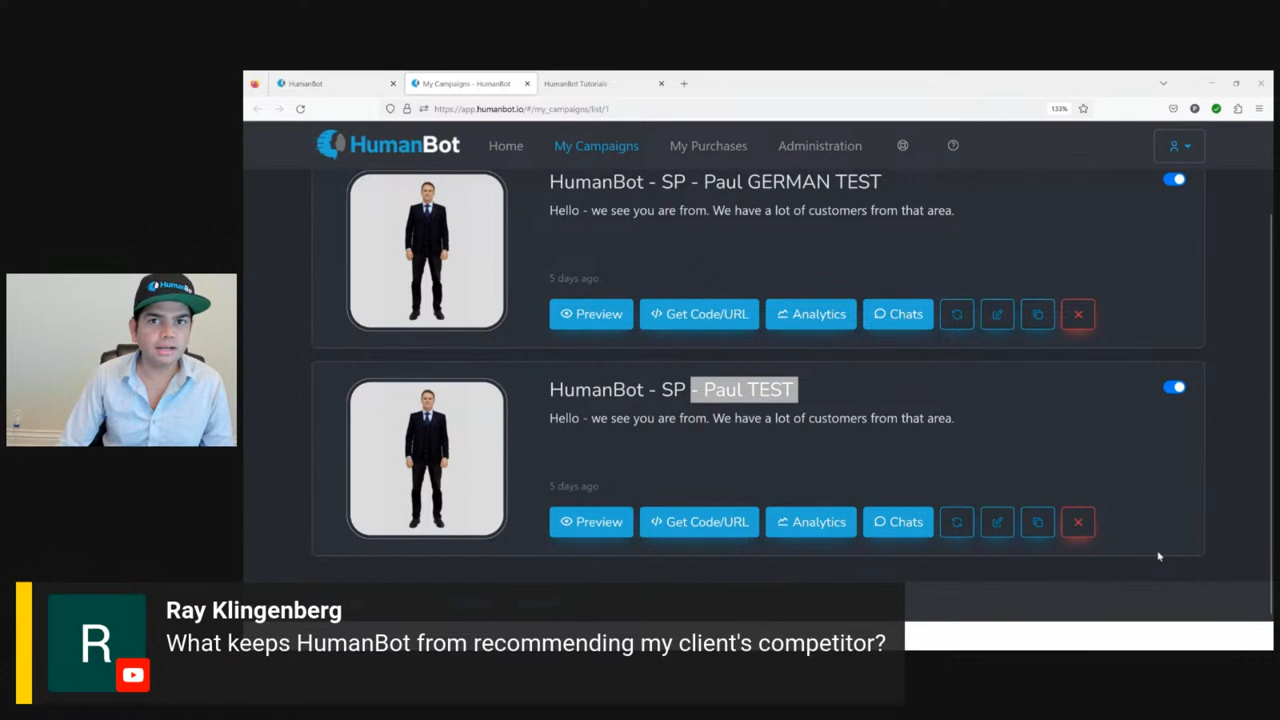 HumanBot
My Campaigns - HumanBot
HumanBot Tutorials
https://app.humanbot.io/#/my_campaigns/list/1
133%
HumanBot
Home
My Campaigns
My Purchases
Administration
HumanBot - SP - Paul GERMAN TEST
Hello - we see you are from. We have a lot of customers from that area.
5 days ago
Preview
Get Code/URL
Analytics
Chats
HumanBot - SP - Paul TEST
Hello - we see you are from. We have a lot of customers from that area.
5 days ago
Preview
Get Code/URL
Analytics
Chats
HumanBot
R
Ray Klingenberg
What keeps HumanBot from recommending my client's competitor?